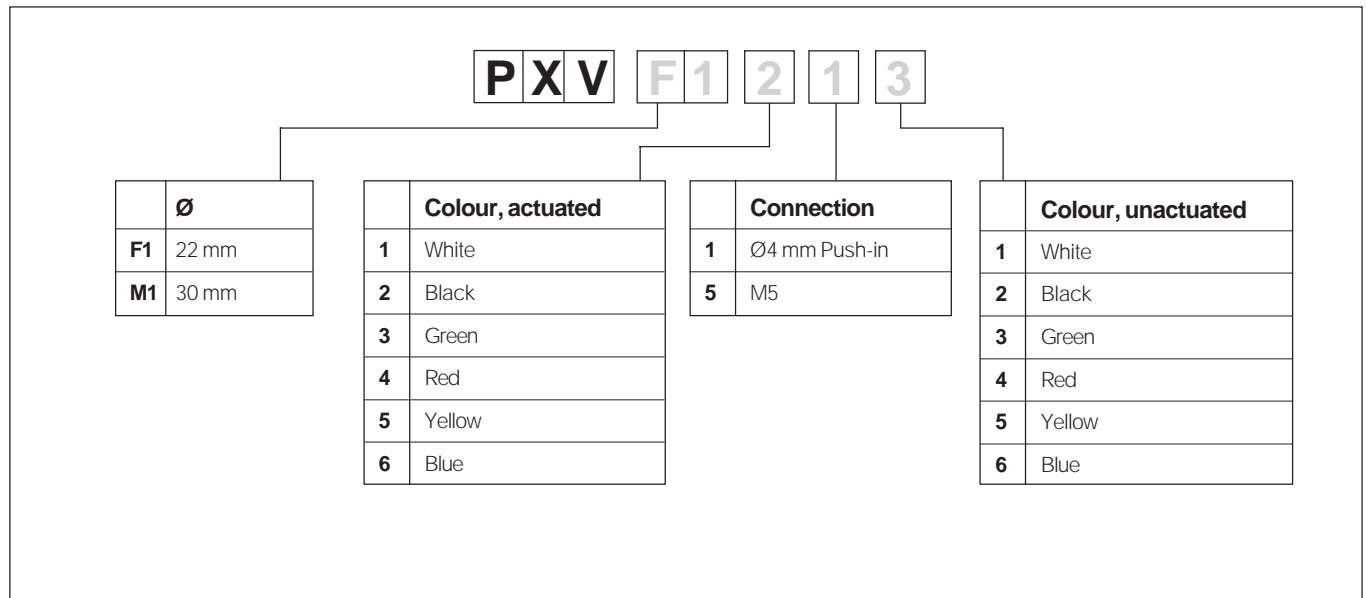 PXV F1 2 1 3
Ø
F1 22 mm
M1 30 mm
Colour, actuated
1 White
2 Black
3 Green
4 Red
5 Yellow
6 Blue
Connection
1 Ø4 mm Push-in
5 M5
Colour, unactuated
1 White
2 Black
3 Green
4 Red
5 Yellow
6 Blue